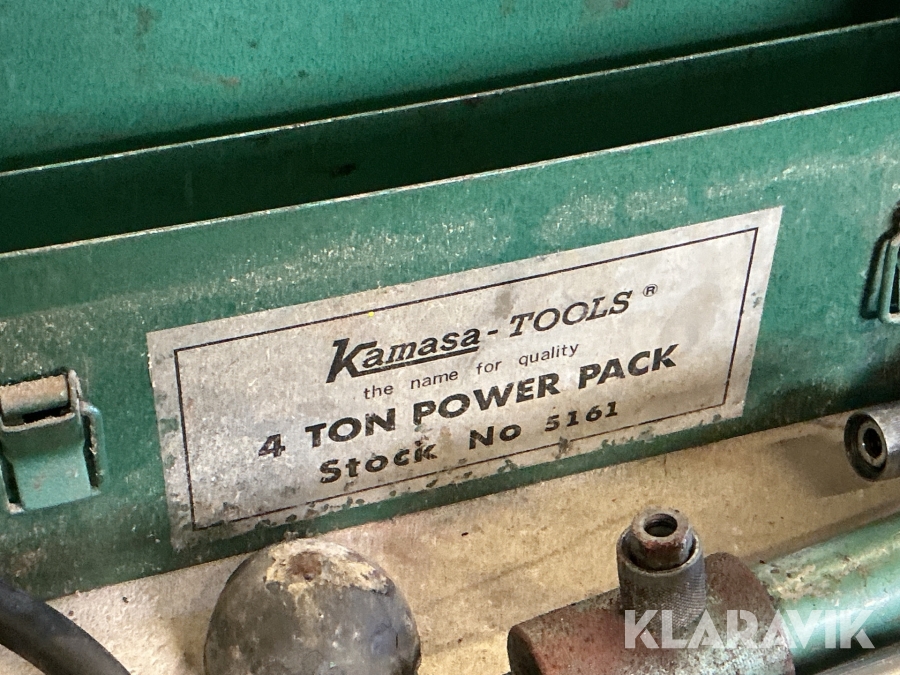 Kamasa-TOOLS®
the name for quality
4 TON POWER PACK
Stock No 5161
KLARAVIK